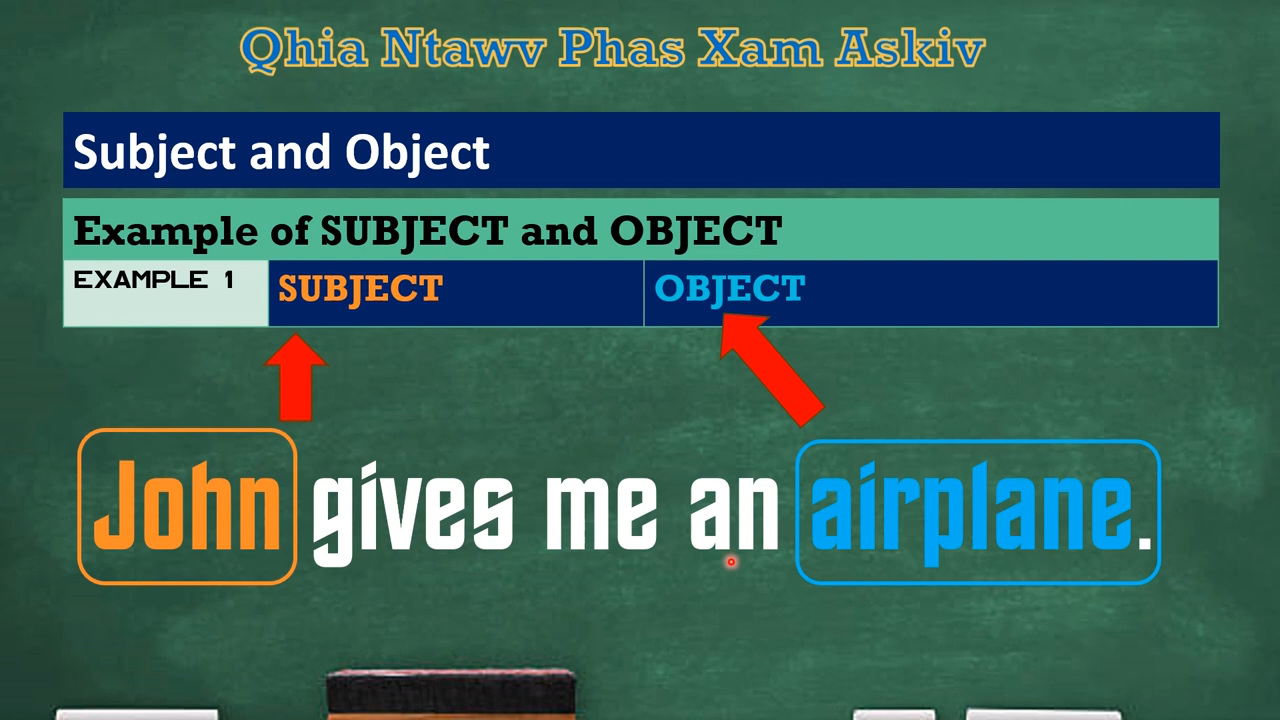 Qhia Ntawv Phas Xam Askiv
Subject and Object
Example of SUBJECT and OBJECT
EXAMPLE 1 SUBJECT OBJECT
John gives me an airplane.